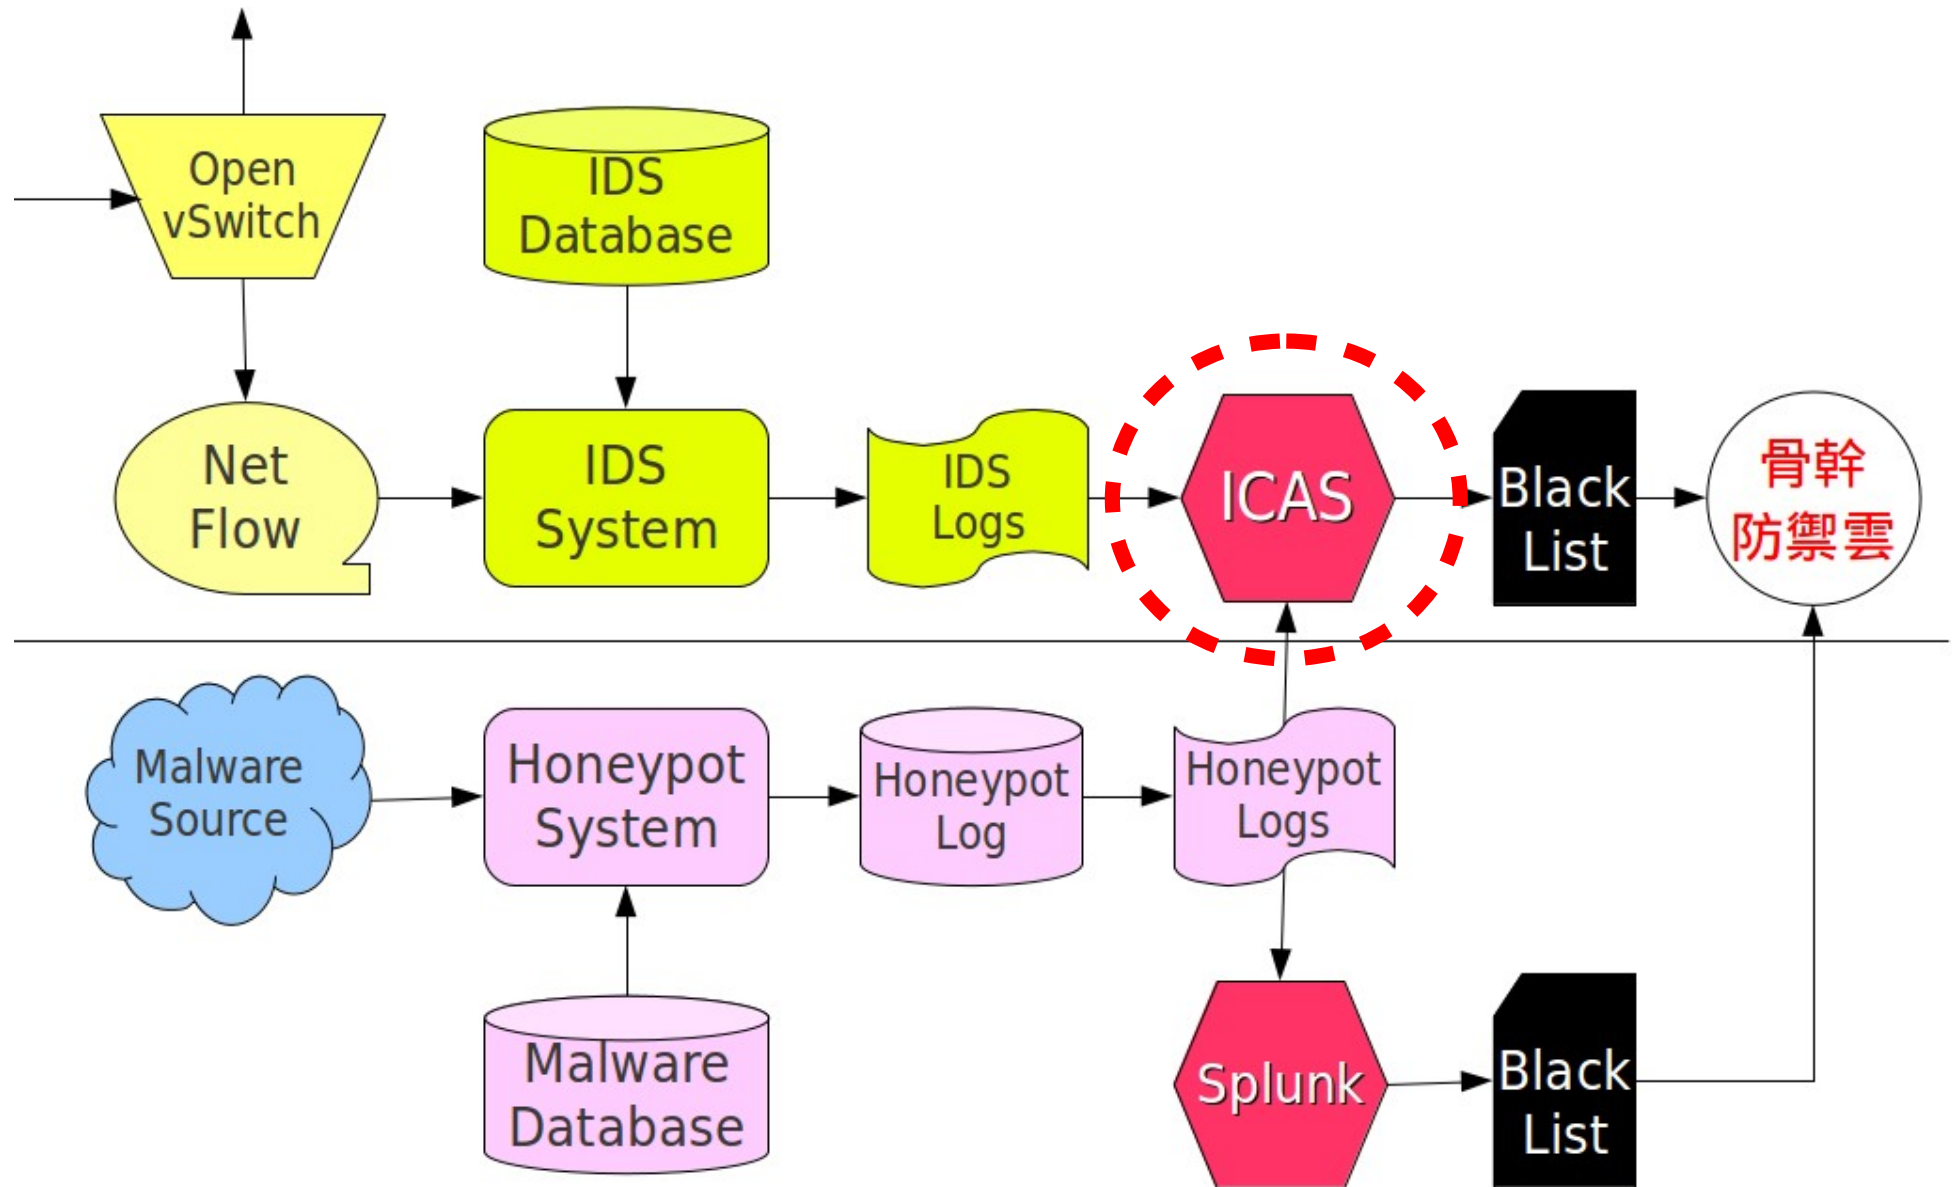 Open
vSwitch
IDS
Database
Net
Flow
IDS
System
IDS
Logs
ICAS
Black
List
骨幹
防禦雲
Malware
Source
Honeypot
System
Honeypot
Log
Honeypot
Logs
Malware
Database
Splunk
Black
List